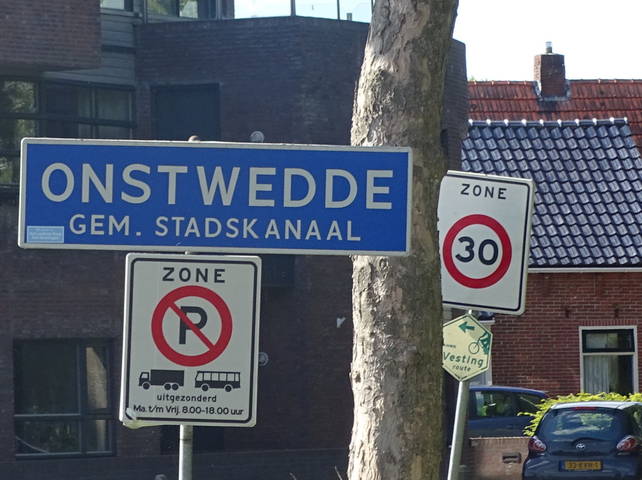 ONSTWEDDE
GEM. STADSKANAAL
ZONE
P
uitgezonderd
Ma. t/m Vrij. 8.00-18.00 uur
ZONE
30
Vesting
route